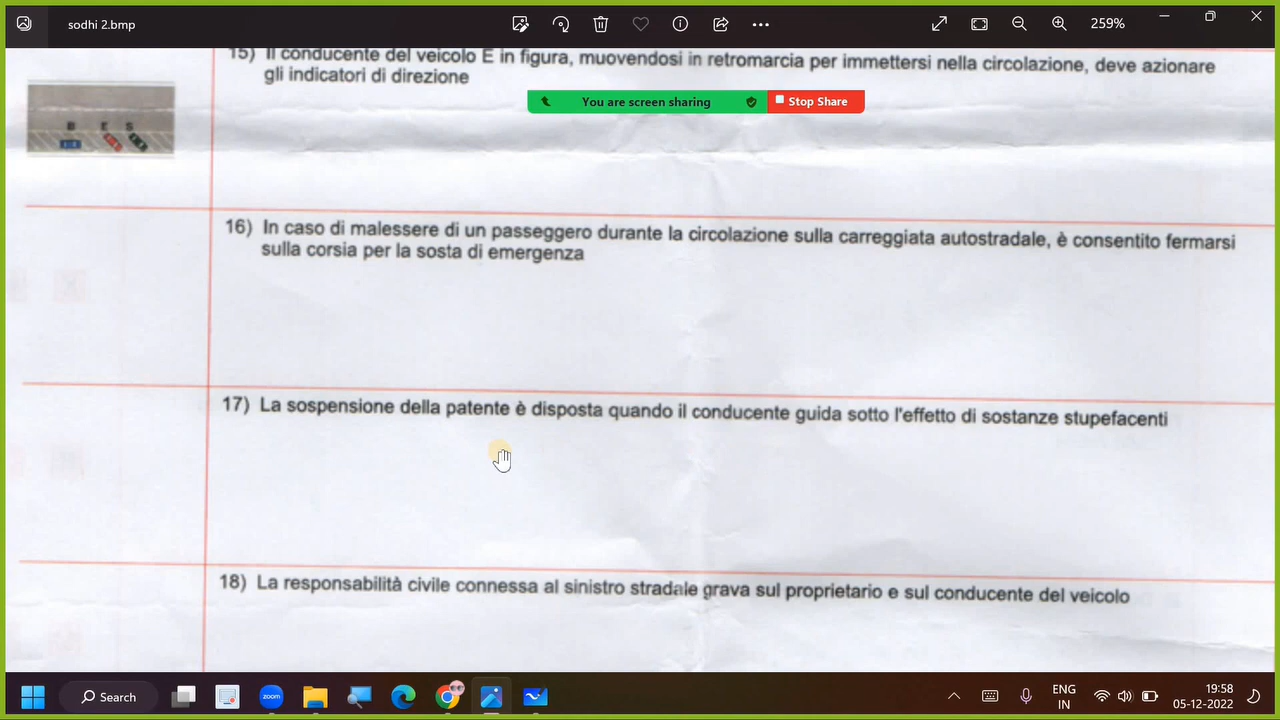 sodhi 2.bmp
259%
15) Il conducente del veicolo E in figura, muovendosi in retromarcia per immettersi nella circolazione, deve azionare
gli indicatori di direzione
You are screen sharing
Stop Share
B E S
16) In caso di malessere di un passeggero durante la circolazione sulla carreggiata autostradale, è consentito fermarsi
sulla corsia per la sosta di emergenza
17) La sospensione della patente è disposta quando il conducente guida sotto l'effetto di sostanze stupefacenti
18) La responsabilità civile connessa al sinistro stradale grava sul proprietario e sul conducente del veicolo
Search
zoom
ENG
IN
19:58
05-12-2022